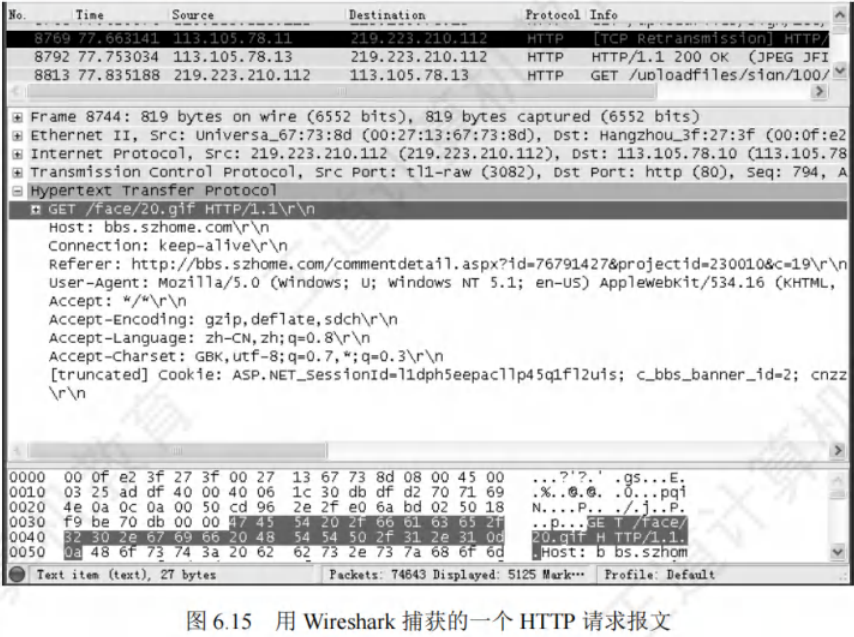 No. Time Source Destination Protocol Info
8769 77.663141 113.105.78.11 219.223.210.112 HTTP [TCP Retransmission] HTTP/
8792 77.753034 113.105.78.13 219.223.210.112 HTTP HTTP/1.1 200 OK (JPEG JFI
8813 77.835188 219.223.210.112 113.105.78.13 HTTP GET /uploadfiles/sign/100/
Frame 8744: 819 bytes on wire (6552 bits), 819 bytes captured (6552 bits)
Ethernet II, Src: Universa_67:73:8d (00:27:13:67:73:8d), Dst: Hangzhou_3f:27:3f (00:0f:e2
Internet Protocol, Src: 219.223.210.112 (219.223.210.112), Dst: 113.105.78.10 (113.105.78
Transmission Control Protocol, Src Port: tl1-raw (3082), Dst Port: http (80), Seq: 794, A
Hypertext Transfer Protocol
GET /face/20.gif HTTP/1.1\r\n
Host: bbs.szhome.com\r\n
Connection: keep-alive\r\n
Referer: http://bbs.szhome.com/commentdetail.aspx?id=76791427&projectid=230010&c=19\r\n
User-Agent: Mozilla/5.0 (Windows; U; Windows NT 5.1; en-US) AppleWebKit/534.16 (KHTML,
Accept: */*\r\n
Accept-Encoding: gzip,deflate,sdch\r\n
Accept-Language: zh-CN,zh;q=0.8\r\n
Accept-Charset: GBK,utf-8;q=0.7,*;q=0.3\r\n
[truncated] Cookie: ASP.NET_SessionId=l1dph5eepacl1p45q1fl2uis; c_bbs_banner_id=2; cnzz
\r\n
0000 00 0f e2 3f 27 3f 00 27 13 67 73 8d 08 00 45 00 ...?'?.' .gs...E.
0010 03 25 ad df 40 00 40 06 1c 30 db df d2 70 71 69 .%..@.@. .0...pqi
0020 4e 0a 0c 0a 00 50 cd 96 2e 2f e0 6a bd 02 50 18 N....P.. ./.j..P.
0030 f9 be 70 db 00 00 47 45 54 20 2f 66 61 63 65 2f ..p...GE T /face/
0040 32 30 2e 67 69 66 20 48 54 54 50 2f 31 2e 31 0d 20.gif H TTP/1.1.
0050 0a 48 6f 73 74 3a 20 62 62 73 2e 73 7a 68 6f 6d .Host: b bs.szhom
Text item (text), 27 bytes Packets: 74643 Displayed: 5125 Mark… Profile: Default
图 6.15 用 Wireshark 捕获的一个 HTTP 请求报文